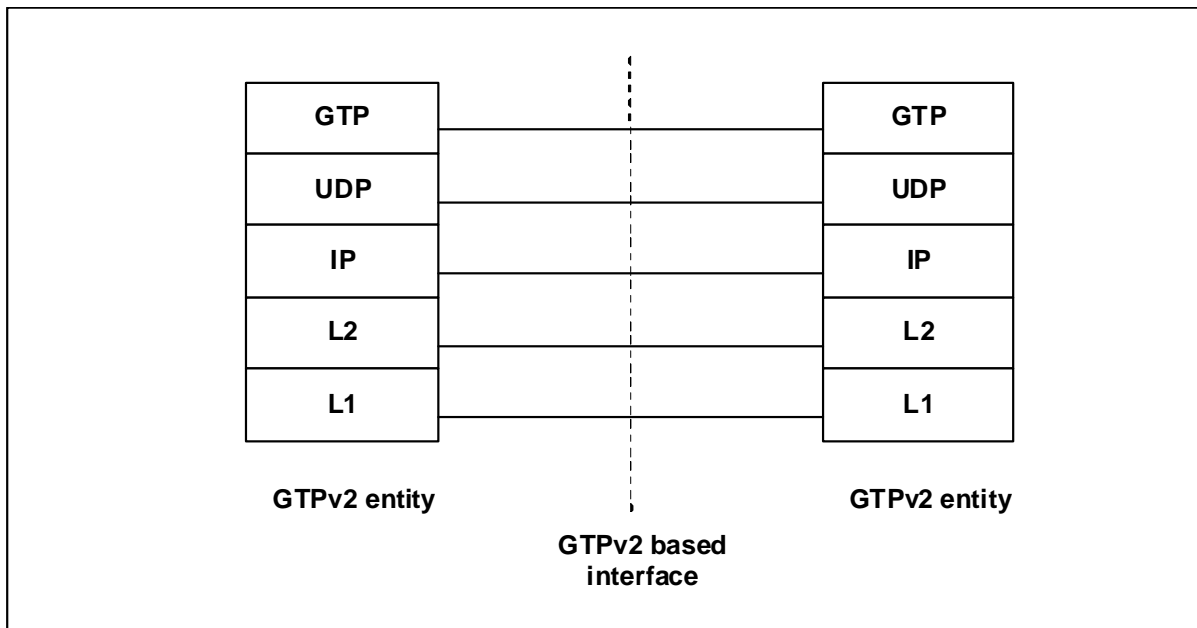 GTP
GTP
UDP
UDP
IP
IP
L2
L2
L1
L1
GTPv2 entity
GTPv2 entity
GTPv2 based
interface